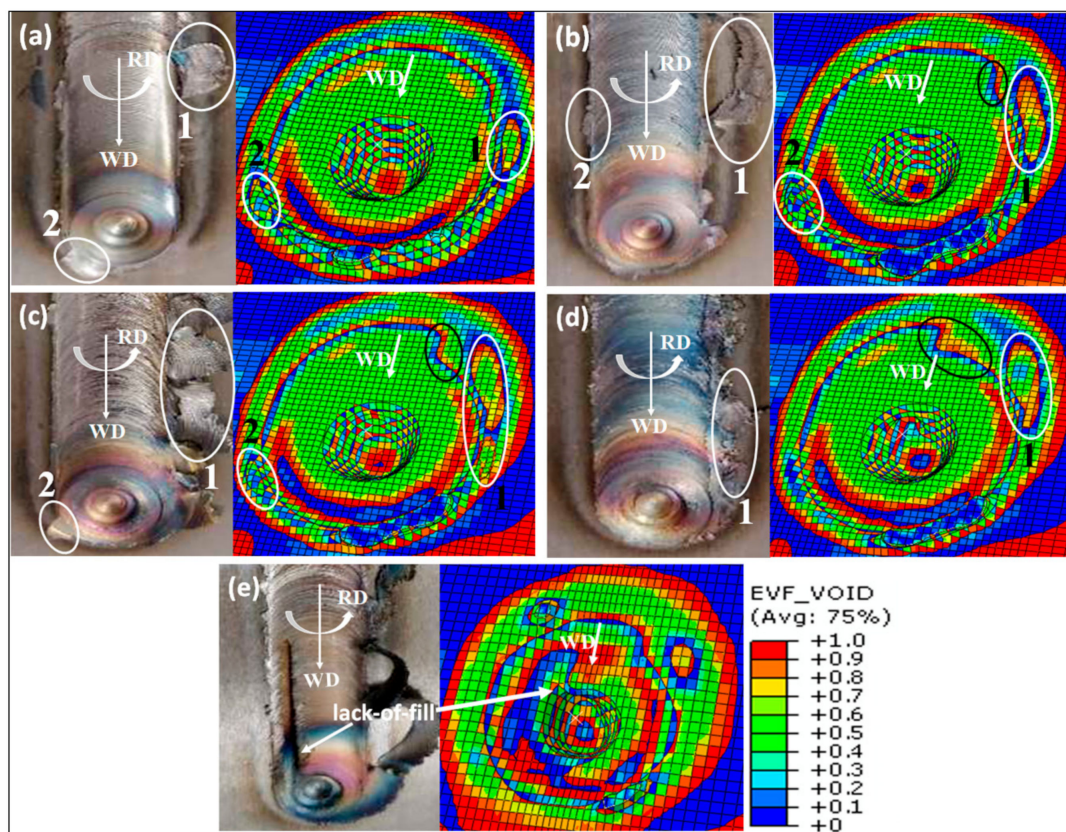 (a)
RD
1
WD
2
WD
1
2
(b)
RD
1
WD
2
WD
1
2
(c)
RD
WD
1
2
WD
2
1
(d)
RD
WD
1
WD
1
(e)
RD
WD
lack-of-fill
WD
EVF_VOID
(Avg: 75%)
+1.0
+0.9
+0.8
+0.7
+0.6
+0.5
+0.4
+0.3
+0.2
+0.1
+0